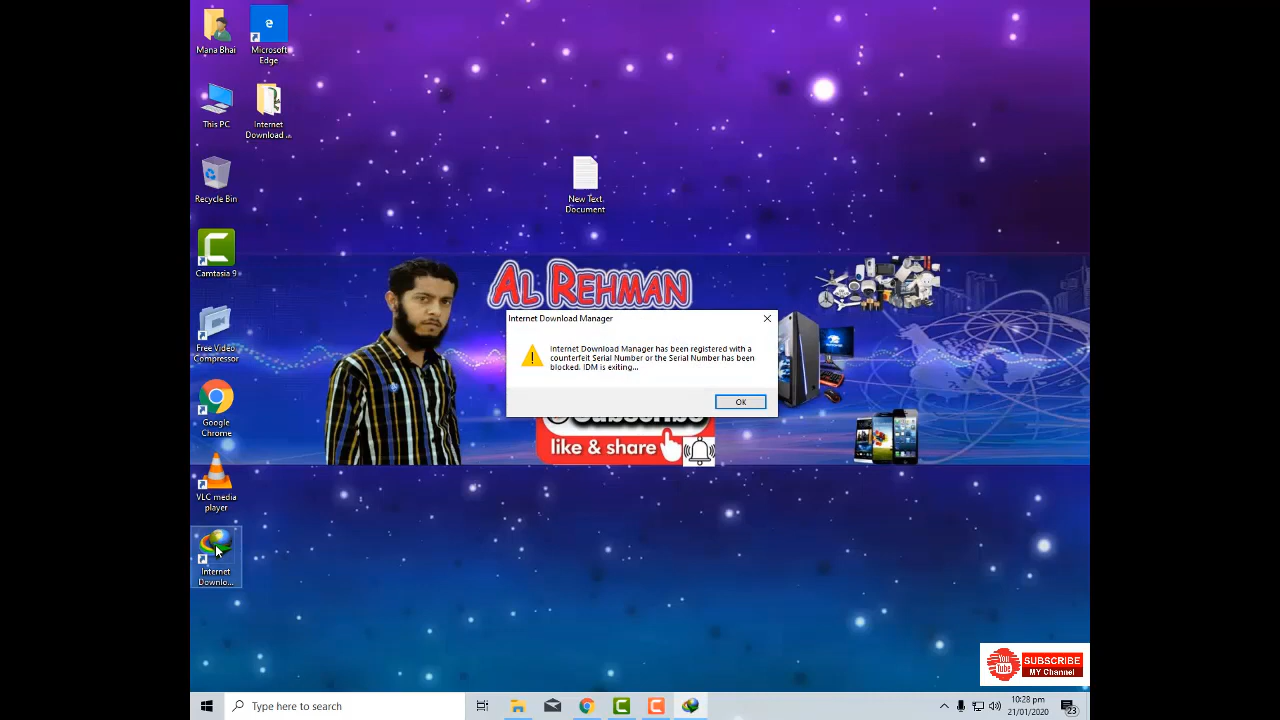 Mana Bhai
Microsoft
Edge
This PC
Internet
Download ...
Recycle Bin
New Text
Document
Camtasia 9
AL REHMAN
Internet Download Manager
Internet Download Manager has been registered with a
counterfeit Serial Number or the Serial Number has been
blocked. IDM is exiting...
OK
Free Video
Compressor
Google
Chrome
like & share
VLC media
player
Internet
Downlo...
You
Tube
SUBSCRIBE
MY Channel
Type here to search
10:28 pm
21/01/2020
23